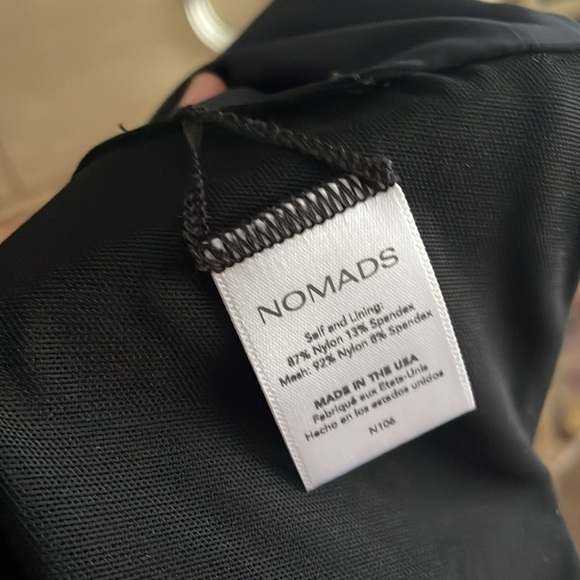 NOMADS
Self and Lining:
87% Nylon 13% Spandex
Mesh: 92% Nylon 8% Spandex
MADE IN THE USA
Fabriqué aux Etats-Unis
Hecho en los estados unidos
N106